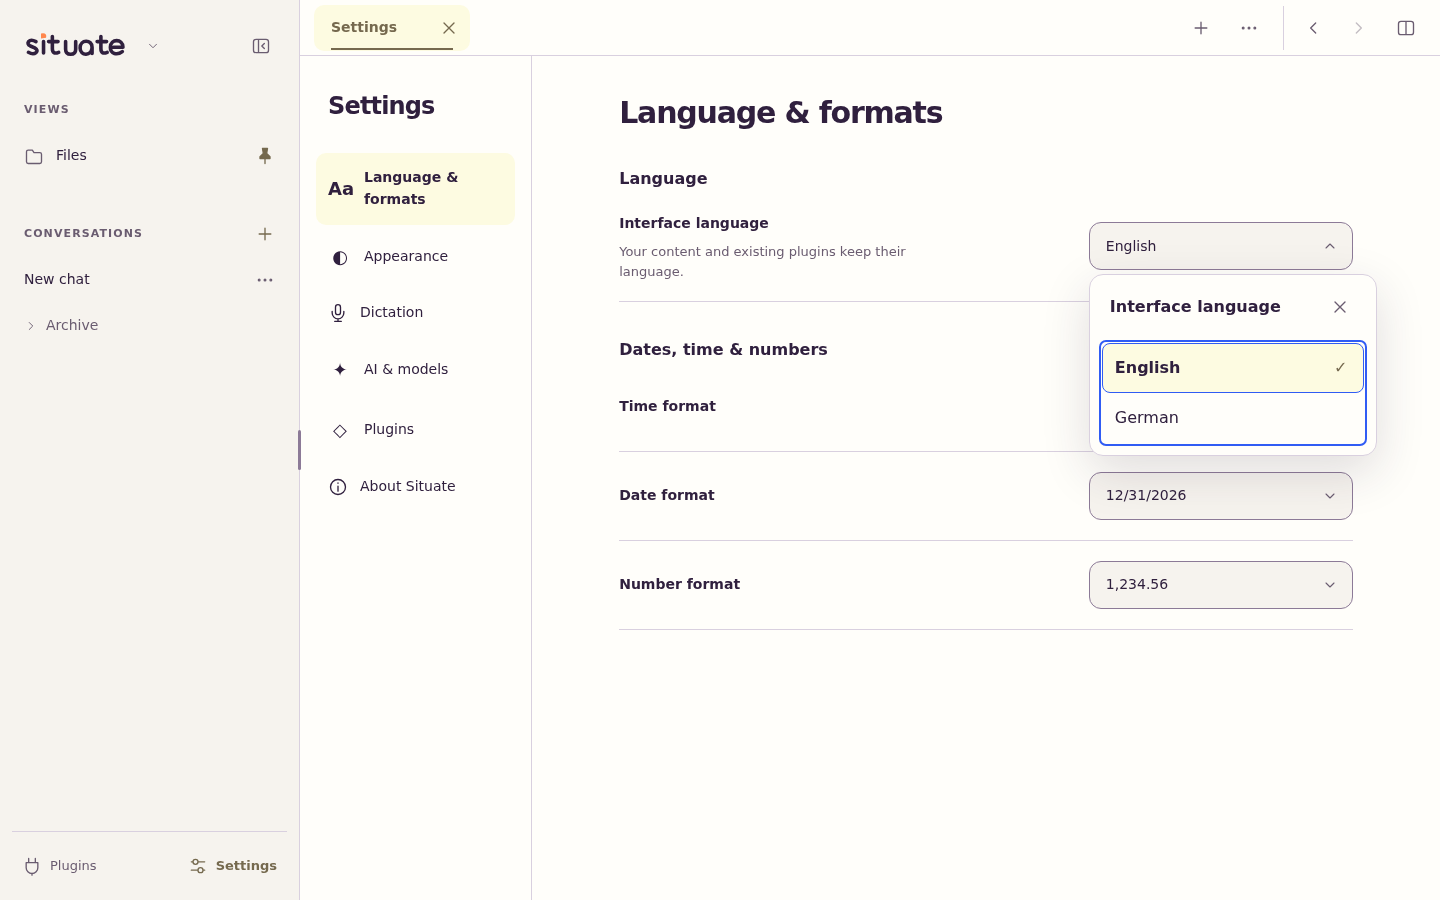 situate
VIEWS
Files
CONVERSATIONS
New chat
Archive
Plugins
Settings
Settings
Settings
Aa
Language &
formats
Appearance
Dictation
AI & models
Plugins
About Situate
Language & formats
Language
Interface language
Your content and existing plugins keep their
language.
English
Interface language
English ✓
German
Dates, time & numbers
Time format
Date format
12/31/2026
Number format
1,234.56